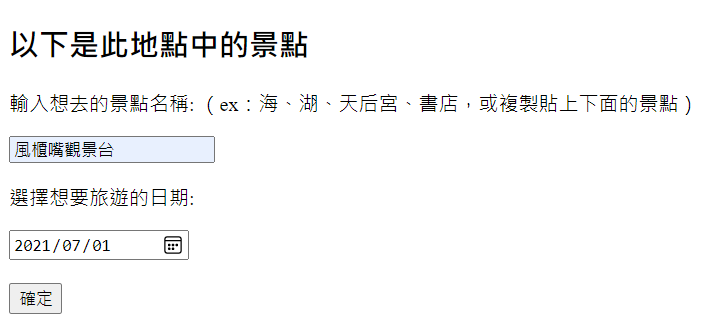 以下是此地點中的景點
輸入想去的景點名稱: （ex：海、湖、天后宮、書店，或複製貼上下面的景點）
風櫃嘴觀景台
選擇想要旅遊的日期:
2021/07/01
確定